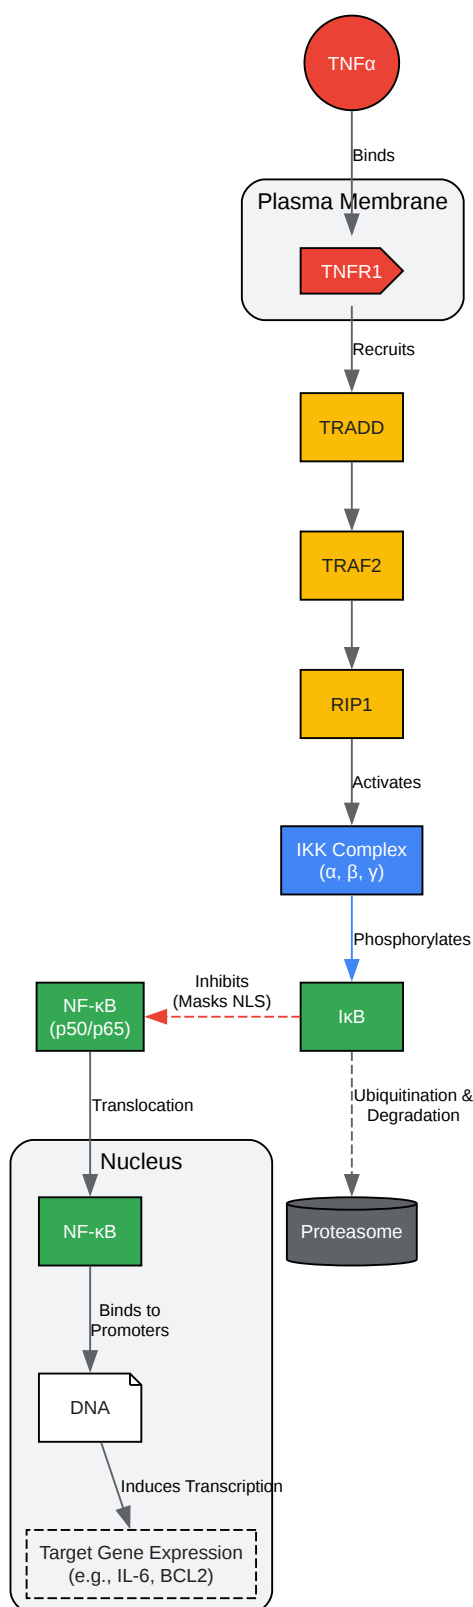 TNFα
Binds
Plasma Membrane
TNFR1
Recruits
TRADD
TRAF2
RIP1
Activates
IKK Complex
(α, β, γ)
Phosphorylates
Inhibits
(Masks NLS)
NF-κB
(p50/p65)
IκB
Translocation
Ubiquitination &
Degradation
Nucleus
NF-κB
Proteasome
Binds to
Promoters
DNA
Induces Transcription
Target Gene Expression
(e.g., IL-6, BCL2)